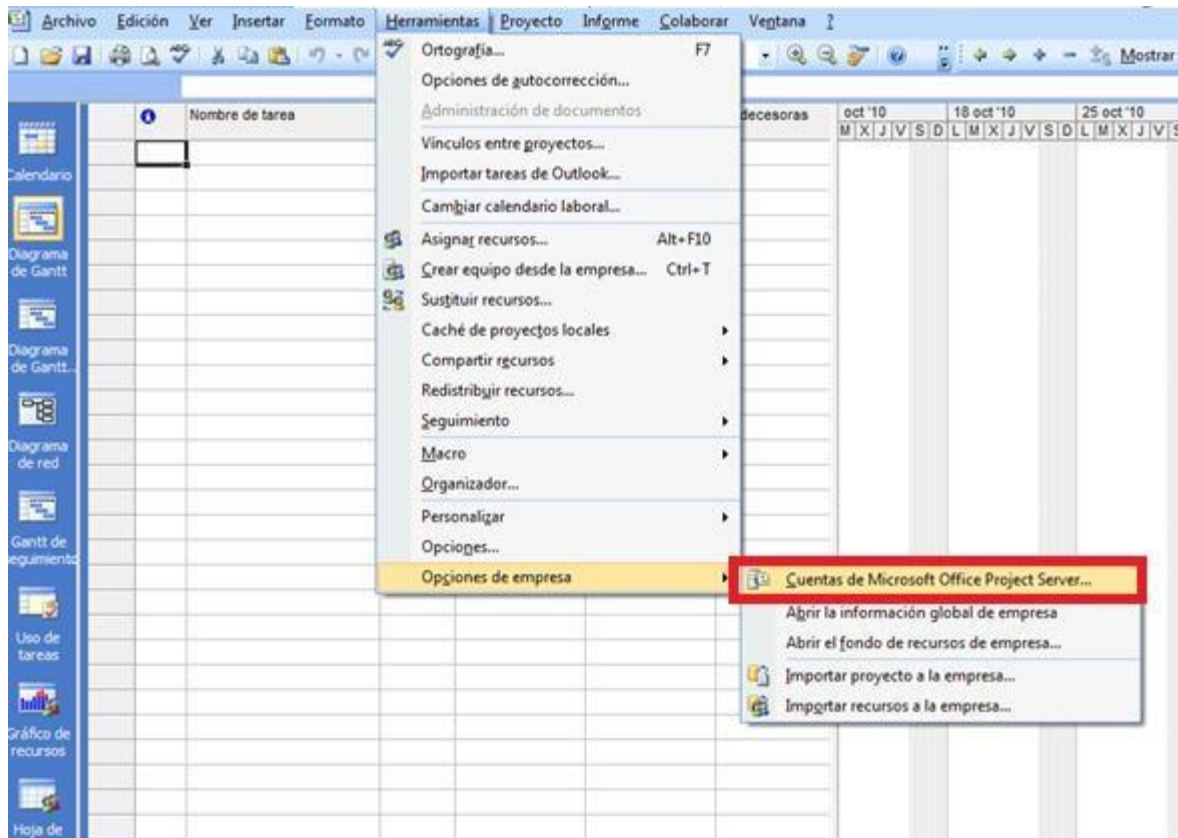 Archivo Edición Ver Insertar Formato Herramientas Proyecto Informe Colaborar Ventana ?
Mostrar
Nombre de tarea
decesoras
oct '10 18 oct '10 25 oct '10
M X J V S D L M X J V S D L M X J V S
Calendario
Diagrama
de Gantt
Diagrama
de Gantt..
Diagrama
de red
Gantt de
seguimiento
Uso de
tareas
Gráfico de
recursos
Hoja de
Ortografía... F7
Opciones de autocorrección...
Administración de documentos
Vínculos entre proyectos...
Importar tareas de Outlook...
Cambiar calendario laboral...
Asignar recursos... Alt+F10
Crear equipo desde la empresa... Ctrl+T
Sustituir recursos...
Caché de proyectos locales
Compartir recursos
Redistribuir recursos...
Seguimiento
Macro
Organizador...
Personalizar
Opciones...
Opciones de empresa
Cuentas de Microsoft Office Project Server...
Abrir la información global de empresa
Abrir el fondo de recursos de empresa...
Importar proyecto a la empresa...
Importar recursos a la empresa...